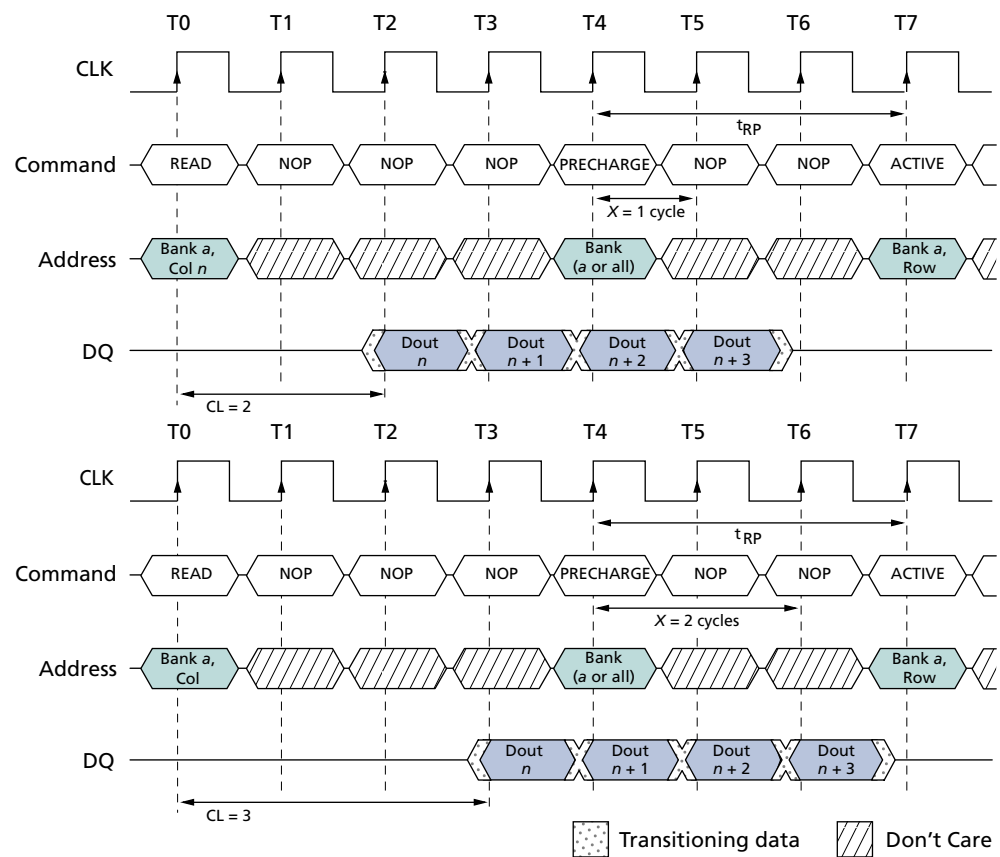 T0 T1 T2 T3 T4 T5 T6 T7
CLK
tRP
Command READ NOP NOP NOP PRECHARGE NOP NOP ACTIVE
X = 1 cycle
Address Bank a, Col n Bank (a or all) Bank a, Row
DQ Dout n Dout n + 1 Dout n + 2 Dout n + 3
CL = 2
T0 T1 T2 T3 T4 T5 T6 T7
CLK
tRP
Command READ NOP NOP NOP PRECHARGE NOP NOP ACTIVE
X = 2 cycles
Address Bank a, Col Bank (a or all) Bank a, Row
DQ Dout n Dout n + 1 Dout n + 2 Dout n + 3
CL = 3
Transitioning data Don't Care